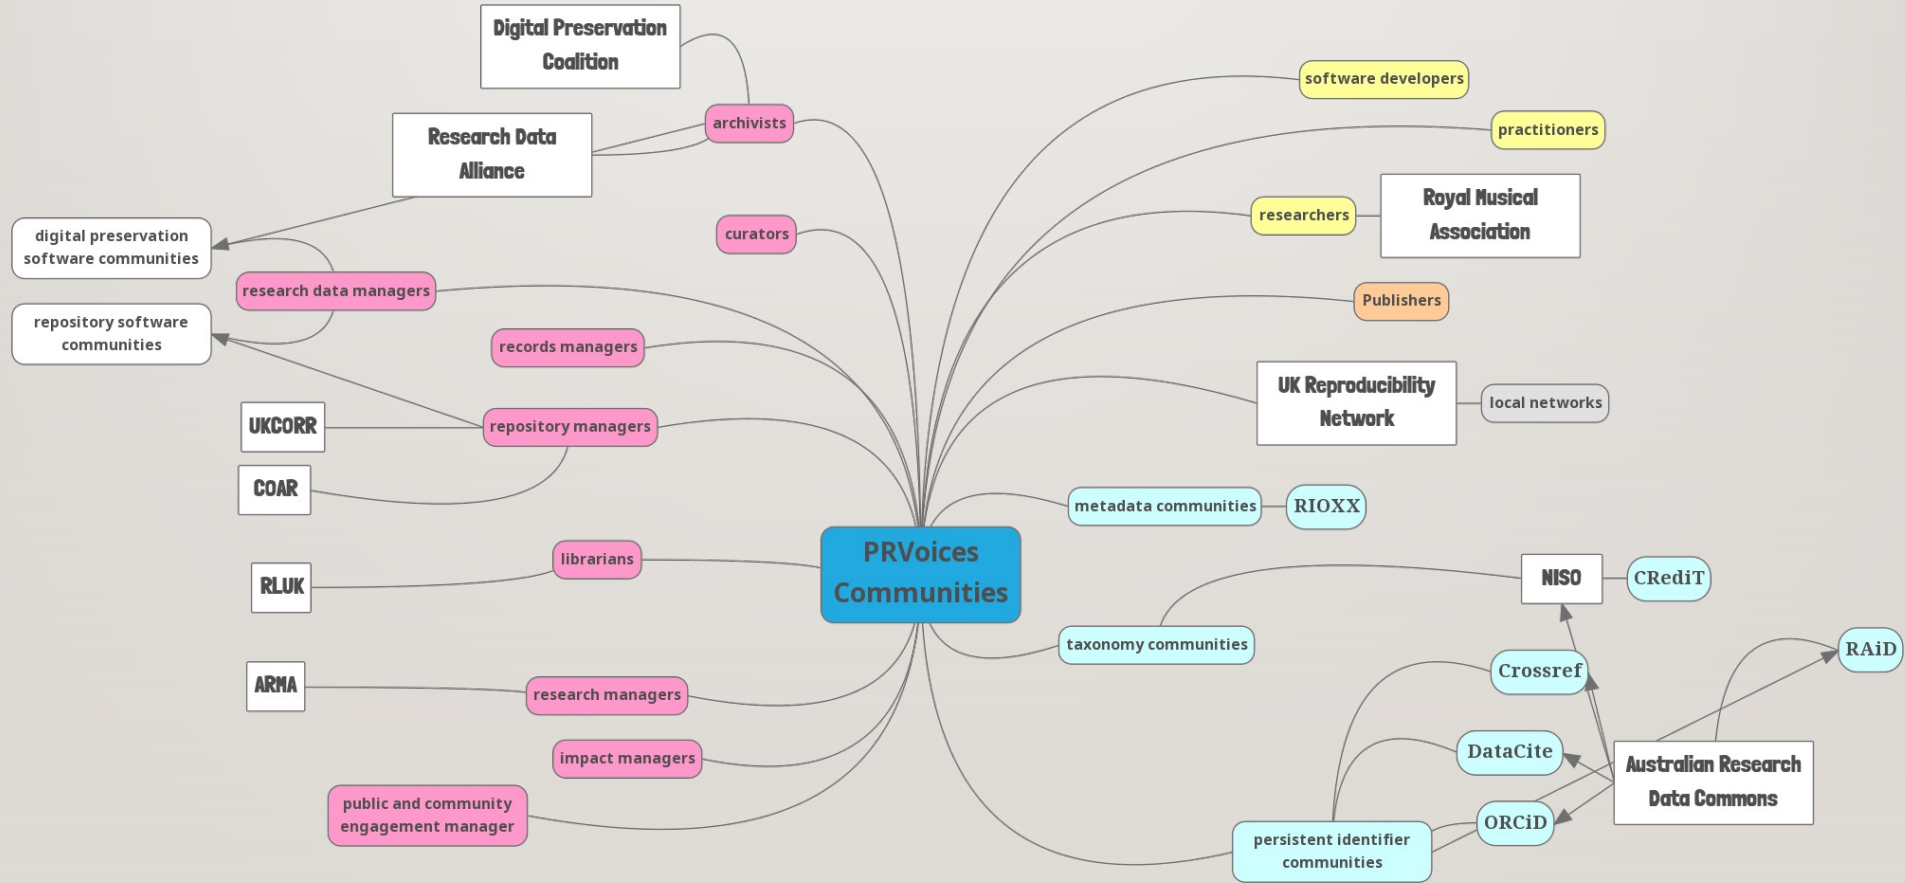 Digital Preservation
Coalition
archivists
Research Data
Alliance
curators
digital preservation
software communities
research data managers
repository software
communities
records managers
UKCORR
repository managers
COAR
librarians
RLUK
ARMA
research managers
impact managers
public and community
engagement manager
PRVoices
Communities
software developers
practitioners
researchers
Royal Musical
Association
Publishers
UK Reproducibility
Network
local networks
metadata communities
RIOXX
NISO
CRediT
taxonomy communities
Crossref
RAiD
DataCite
Australian Research
Data Commons
ORCiD
persistent identifier
communities